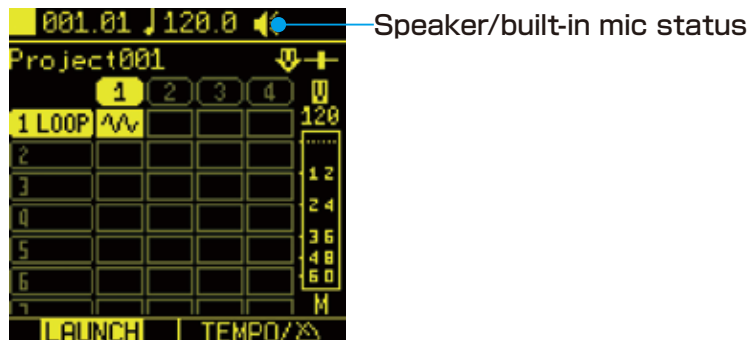 001.01 ♩120.0
Speaker/built-in mic status
Project001
1 2 3 4
120
1 LOOP
2
12
3
24
4
36
5
48
6
60
7
M
LAUNCH TEMPO/